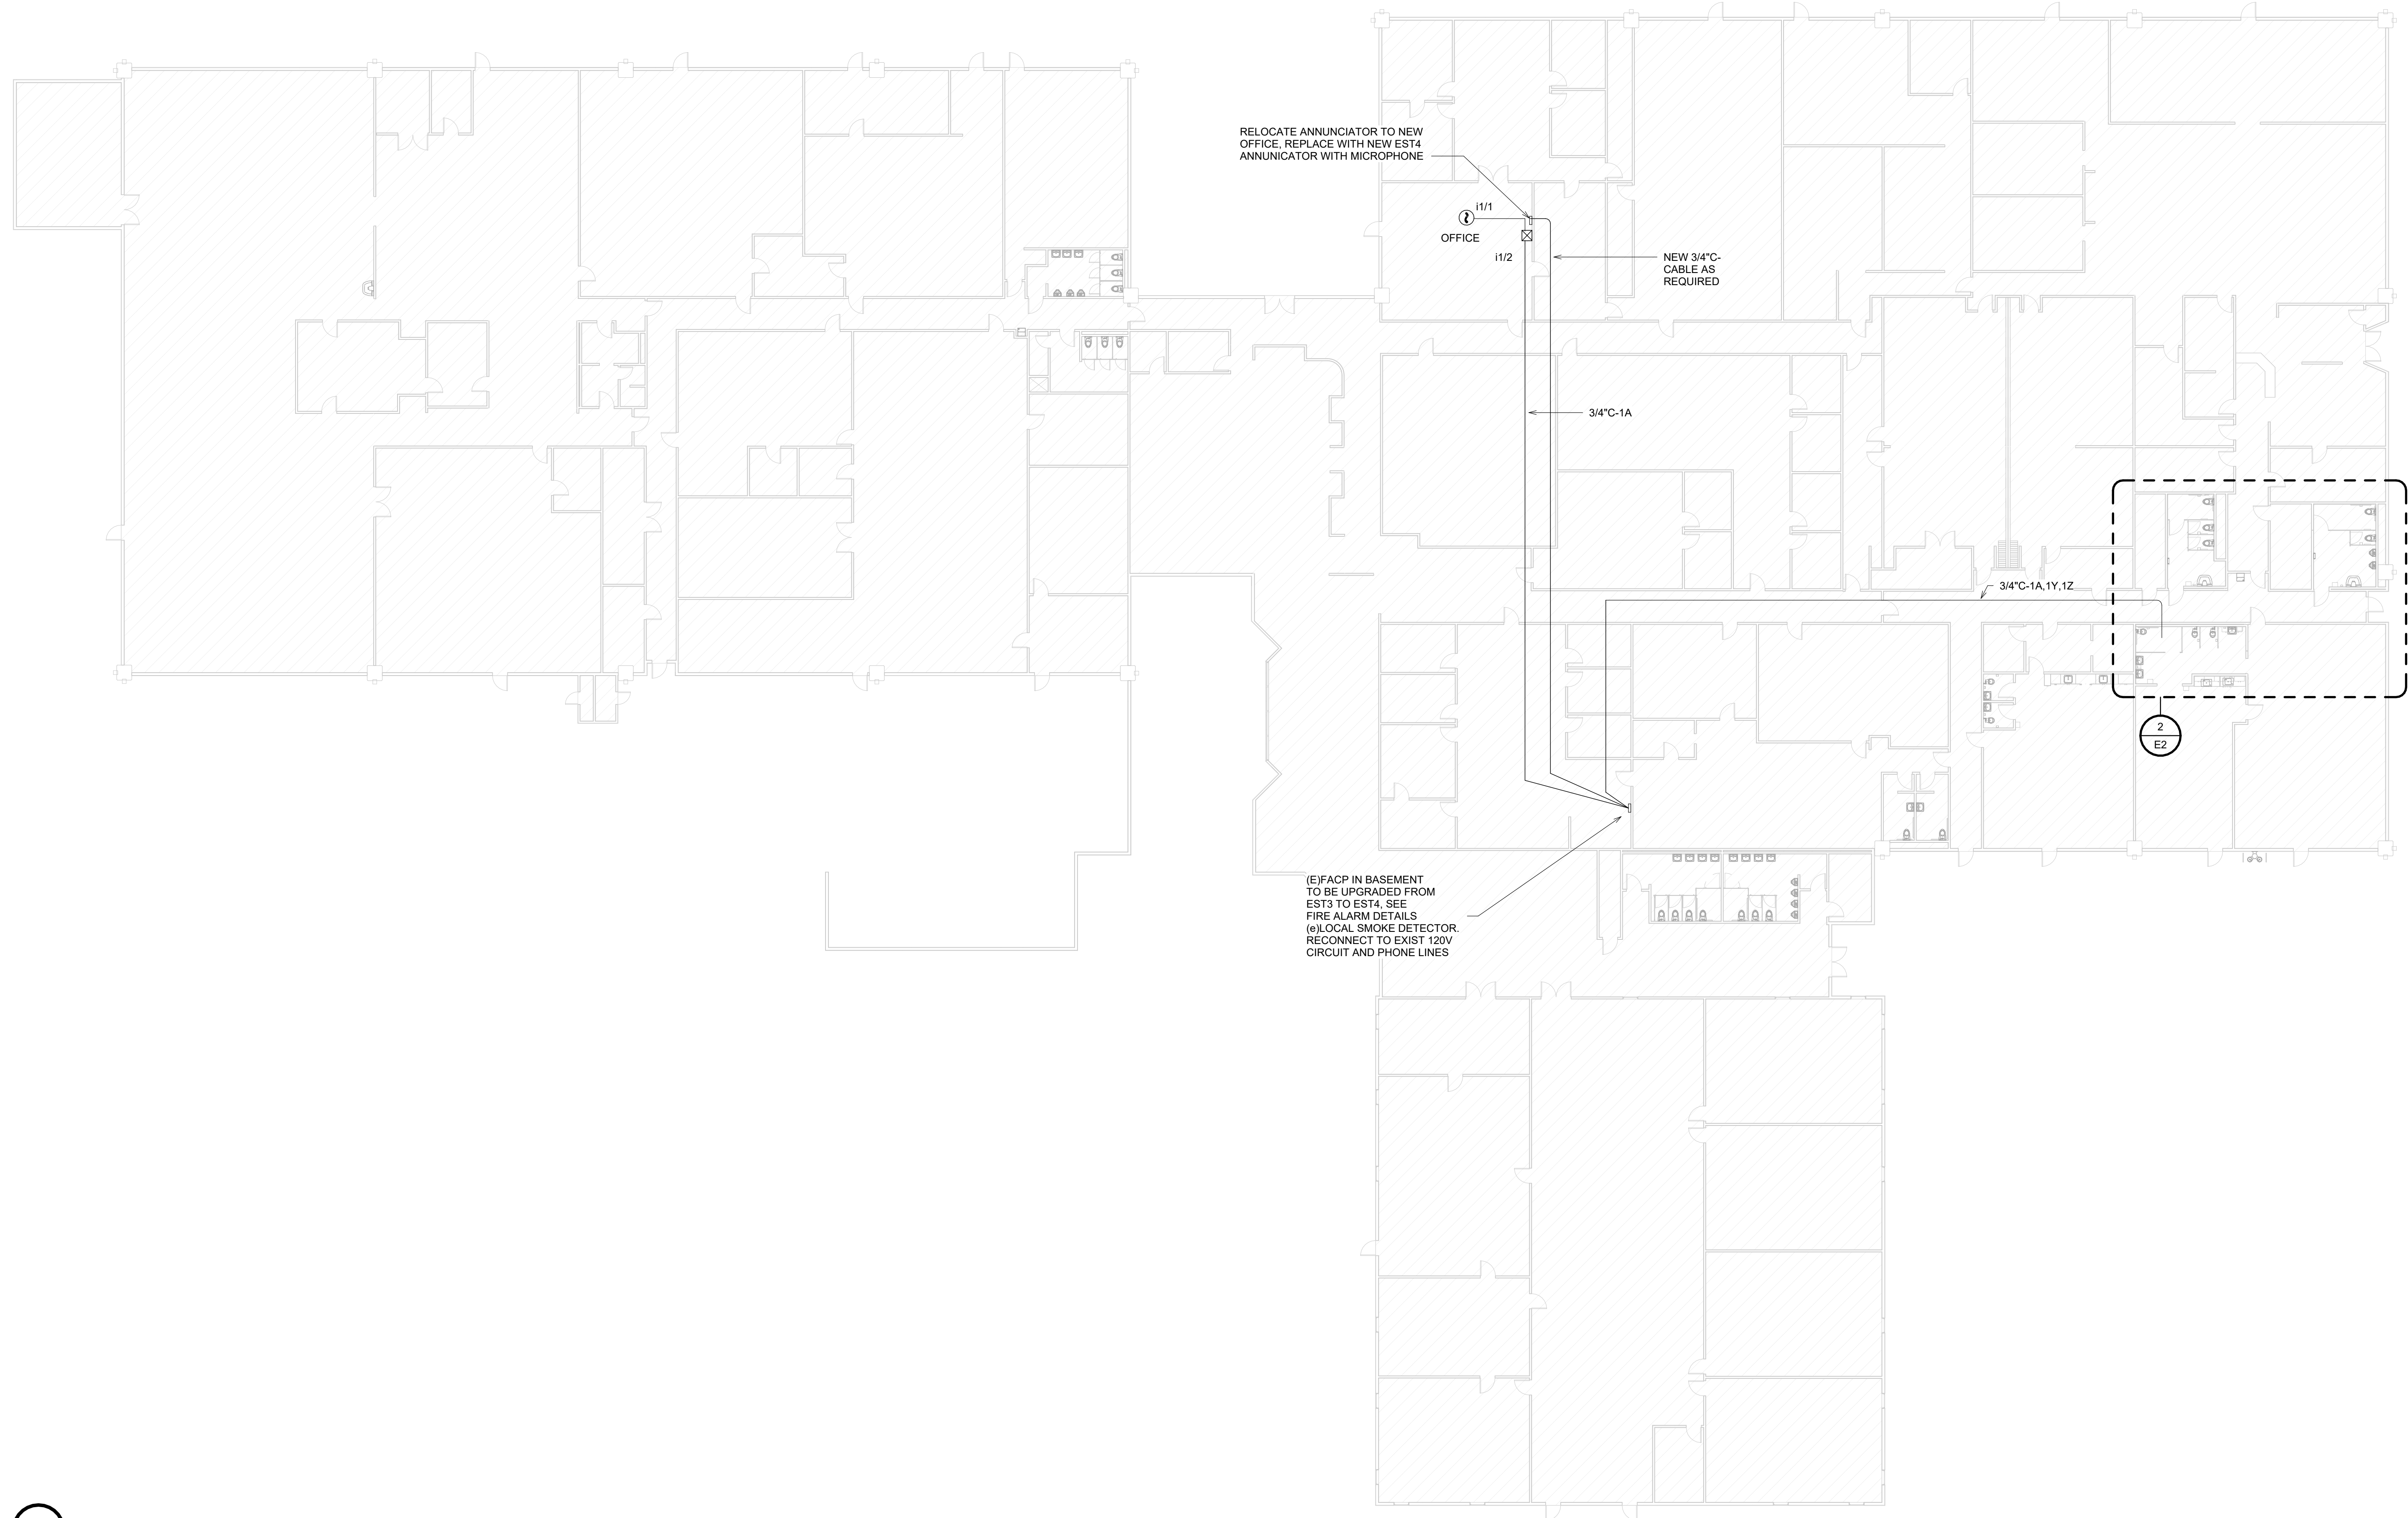 RELOCATE ANNUNCIATOR TO NEW
OFFICE, REPLACE WITH NEW EST4
ANNUNICATOR WITH MICROPHONE
i1/1
OFFICE
i1/2
NEW 3/4"C-
CABLE AS
REQUIRED
3/4"C-1A
3/4"C-1A,1Y,1Z
2
E2
(E)FACP IN BASEMENT
TO BE UPGRADED FROM
EST3 TO EST4, SEE
FIRE ALARM DETAILS
(e)LOCAL SMOKE DETECTOR.
RECONNECT TO EXIST 120V
CIRCUIT AND PHONE LINES